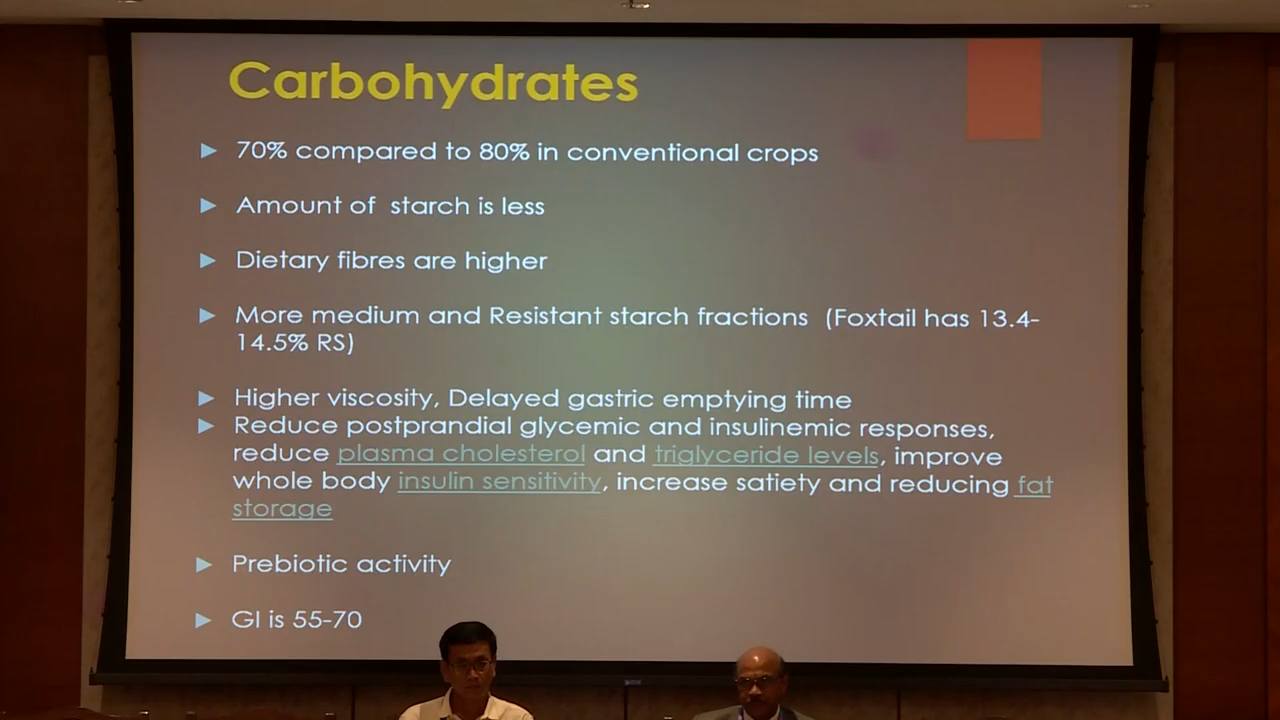 Carbohydrates
► 70% compared to 80% in conventional crops
► Amount of starch is less
► Dietary fibres are higher
► More medium and Resistant starch fractions (Foxtail has 13.4-
14.5% RS)
► Higher viscosity, Delayed gastric emptying time
► Reduce postprandial glycemic and insulinemic responses,
reduce plasma cholesterol and triglyceride levels, improve
whole body insulin sensitivity, increase satiety and reducing fat
storage
► Prebiotic activity
► GI is 55-70